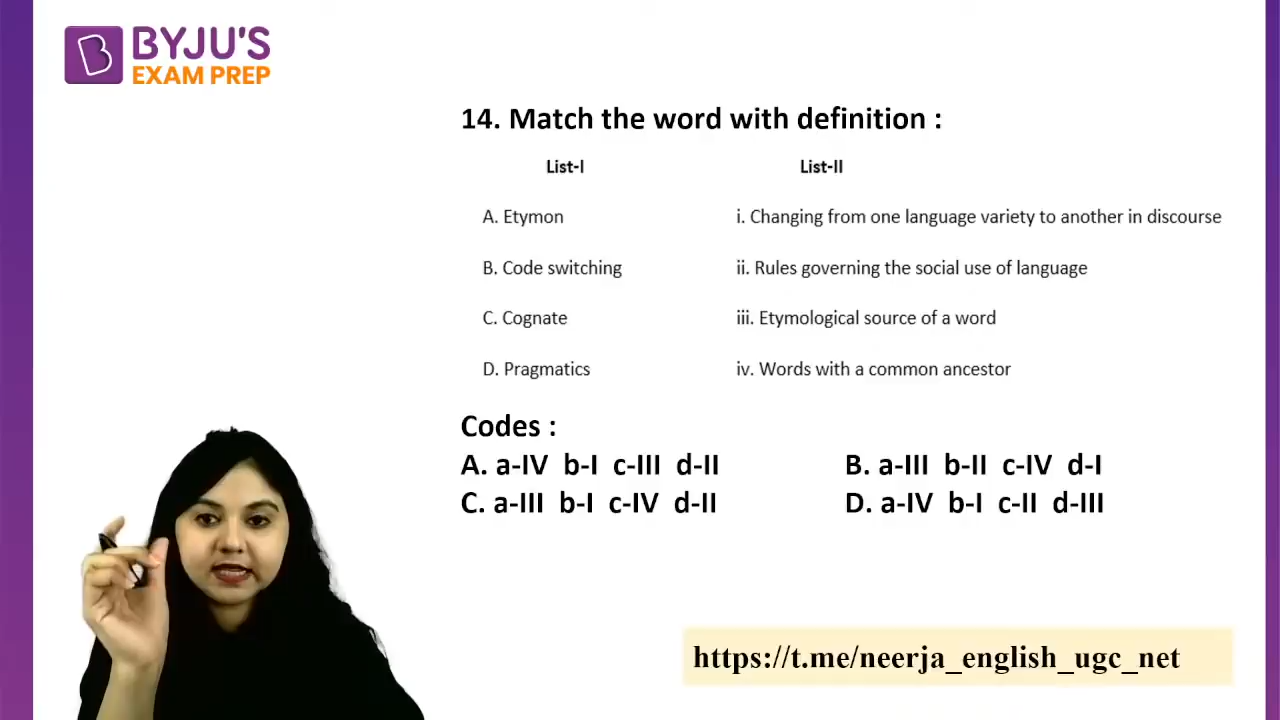 BYJU'S
EXAM PREP
14. Match the word with definition :
List-I List-II
A. Etymon i. Changing from one language variety to another in discourse
B. Code switching ii. Rules governing the social use of language
C. Cognate iii. Etymological source of a word
D. Pragmatics iv. Words with a common ancestor
Codes :
A. a-IV b-I c-III d-II B. a-III b-II c-IV d-I
C. a-III b-I c-IV d-II D. a-IV b-I c-II d-III
https://t.me/neerja_english_ugc_net